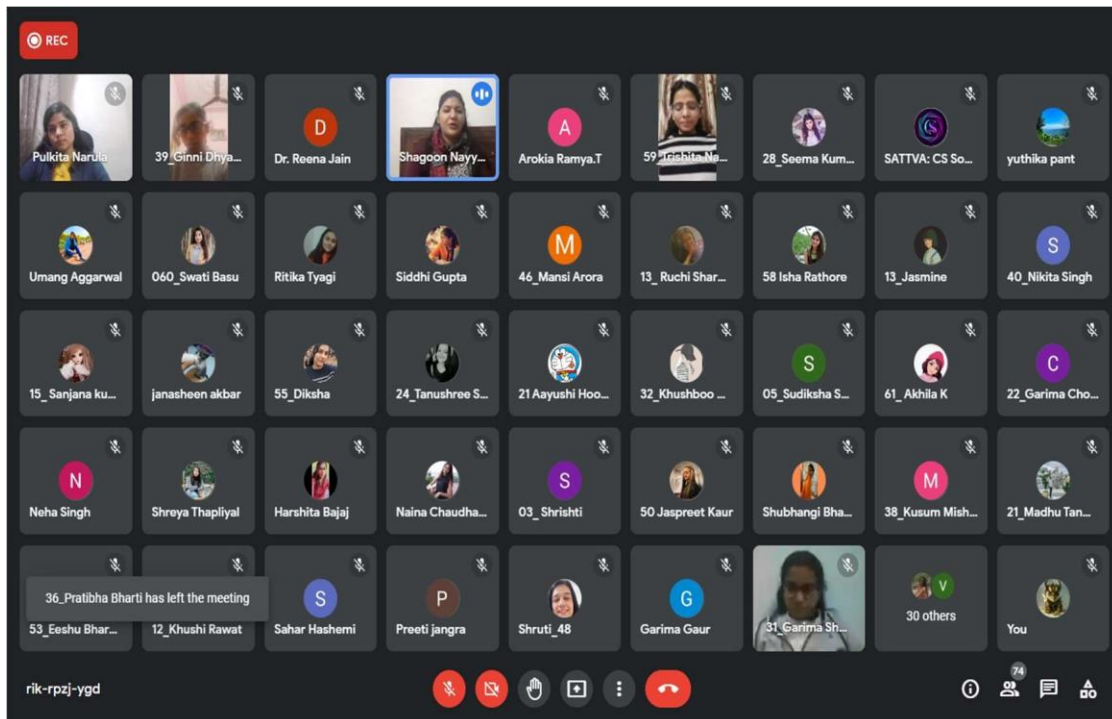 REC
Pulkita Narula
39_Ginni Dhya...
D
Dr. Reena Jain
Shagoon Nayy...
A
Arokia Ramya.T
59_Trishita Na...
28_Seema Kum...
SATTVA: CS So...
yuthika pant
Umang Aggarwal
060_Swati Basu
Ritika Tyagi
Siddhi Gupta
M
46_Mansi Arora
13_ Ruchi Shar...
58 Isha Rathore
13_Jasmine
S
40_Nikita Singh
15_ Sanjana ku...
janasheen akbar
55_Diksha
24_Tanushree S...
21 Aayushi Hoo...
32_Khushboo ...
S
05_Sudiksha S...
61_ Akhila K
C
22_Garima Cho...
N
Neha Singh
Shreya Thapliyal
Harshita Bajaj
Naina Chaudha...
S
03_ Shrishti
50 Jaspreet Kaur
Shubhangi Bha...
M
38_Kusum Mish...
21_Madhu Tan...
36_Pratibha Bharti has left the meeting
53_Eeshu Bhar...
12_Khushi Rawat
S
Sahar Hashemi
P
Preeti jangra
Shruti_48
G
Garima Gaur
31_Garima Sh...
V
30 others
You
rik-rpzj-ygd
74